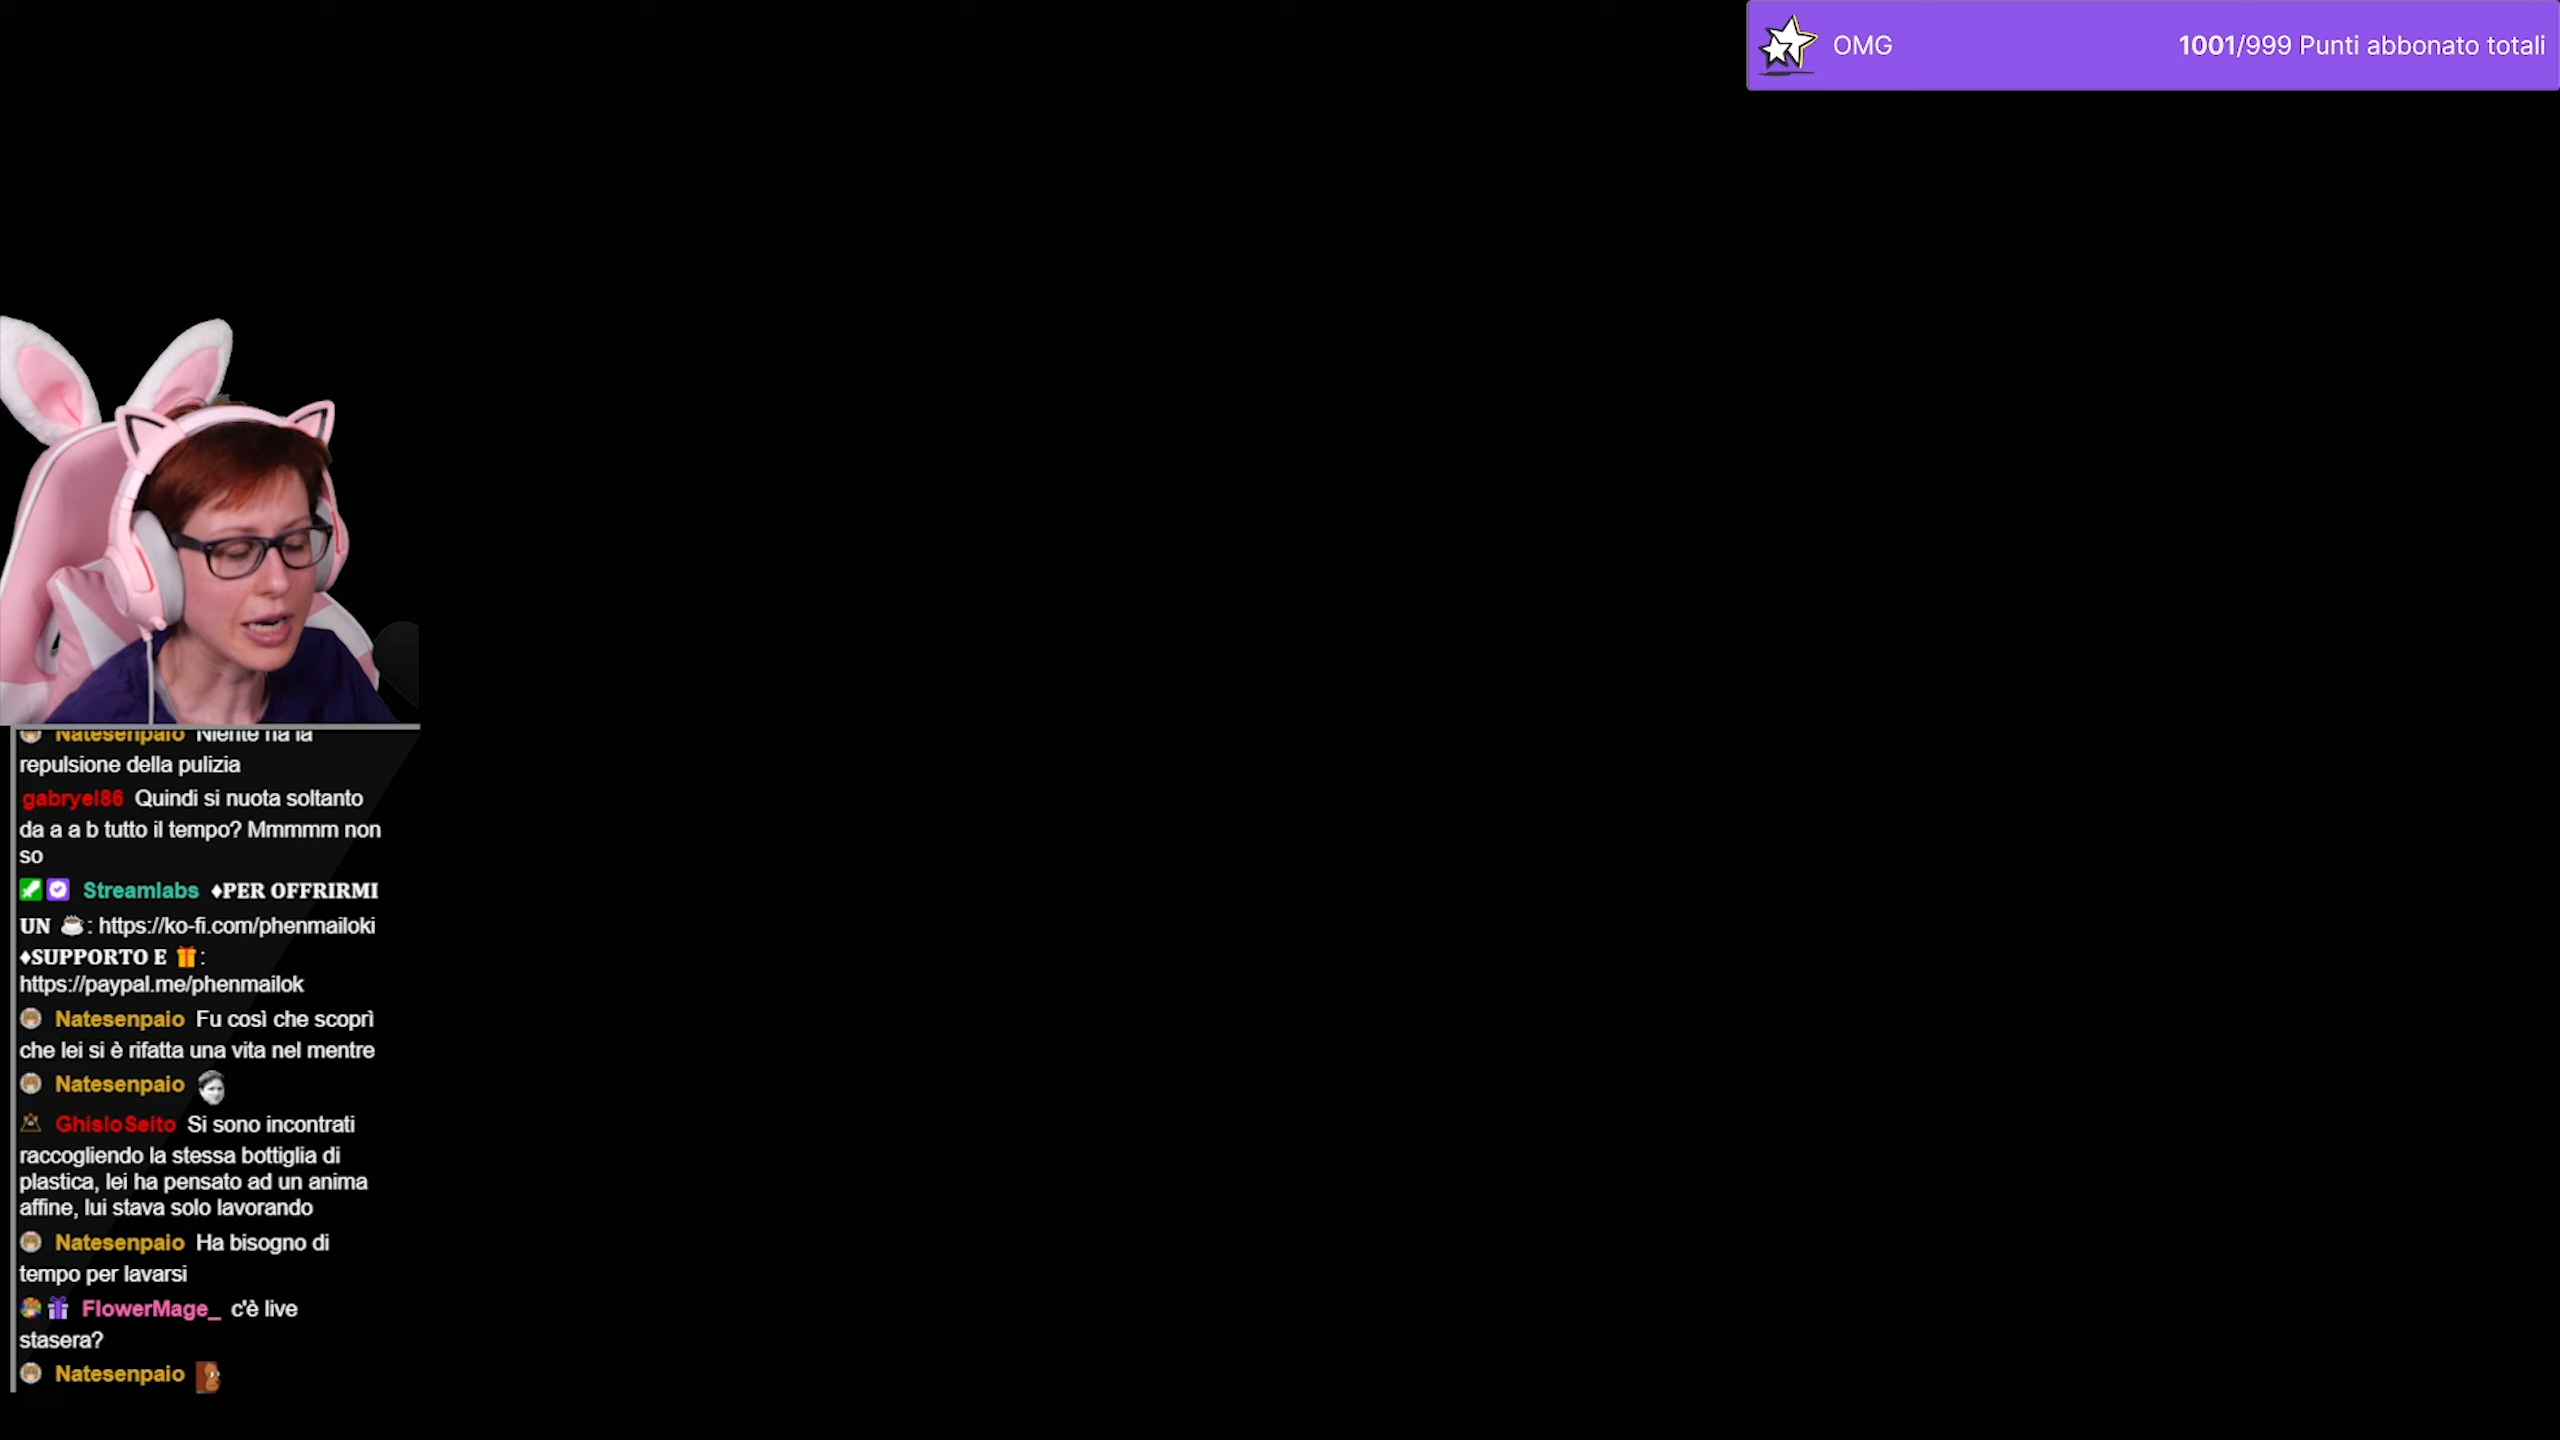 OMG 1001/999 Punti abbonato totali
Natesenpaio Niente ha la
repulsione della pulizia
gabryel86 Quindi si nuota soltanto
da a a b tutto il tempo? Mmmmm non
so
Streamlabs ♦PER OFFRIRMI
UN ☕: https://ko-fi.com/phenmailoki
♦SUPPORTO E 🎁:
https://paypal.me/phenmailok
Natesenpaio Fu così che scoprì
che lei si è rifatta una vita nel mentre
Natesenpaio
GhisloSeito Si sono incontrati
raccogliendo la stessa bottiglia di
plastica, lei ha pensato ad un anima
affine, lui stava solo lavorando
Natesenpaio Ha bisogno di
tempo per lavarsi
FlowerMage_ c'è live
stasera?
Natesenpaio